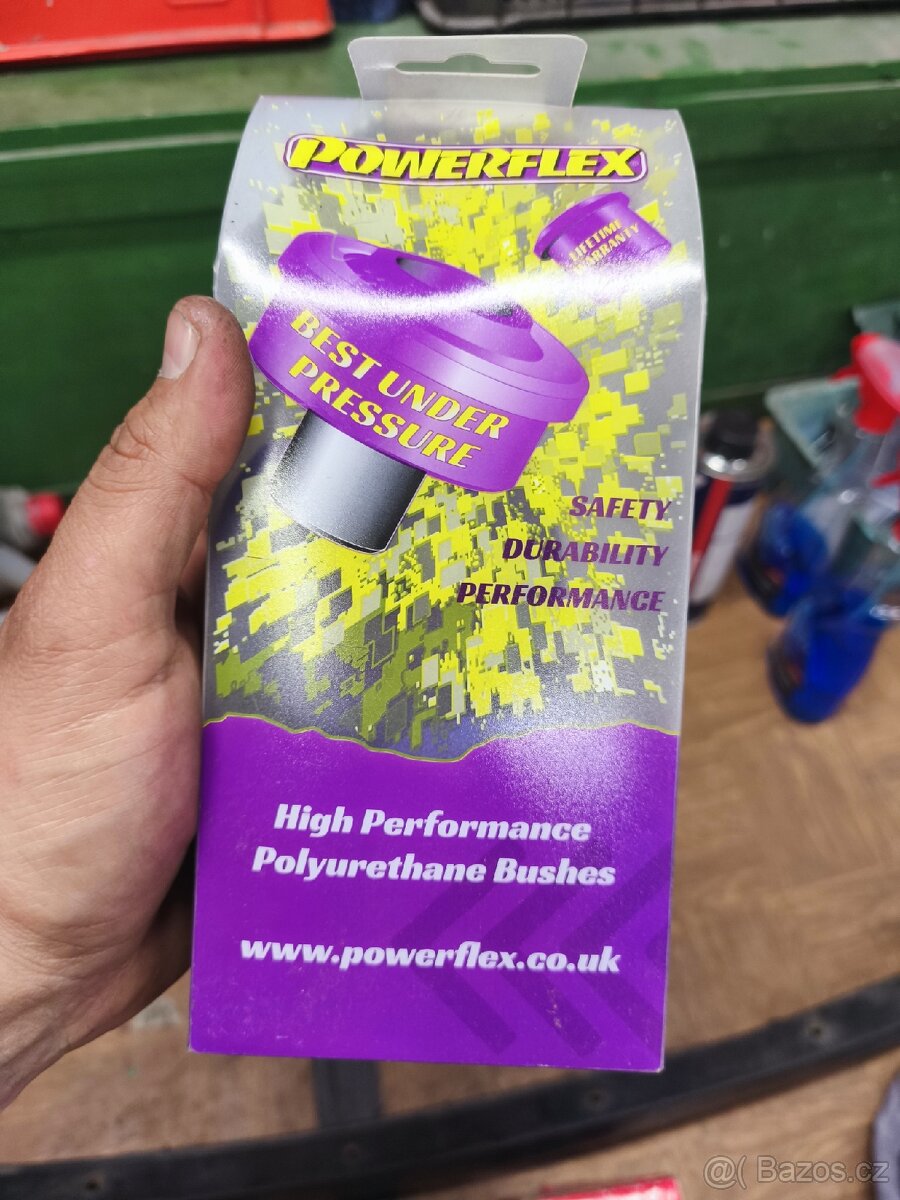 POWERFLEX
LIFETIME
WARRANTY
BEST UNDER
PRESSURE
SAFETY
DURABILITY
PERFORMANCE
High Performance
Polyurethane Bushes
www.powerflex.co.uk
@( Bazos.cz